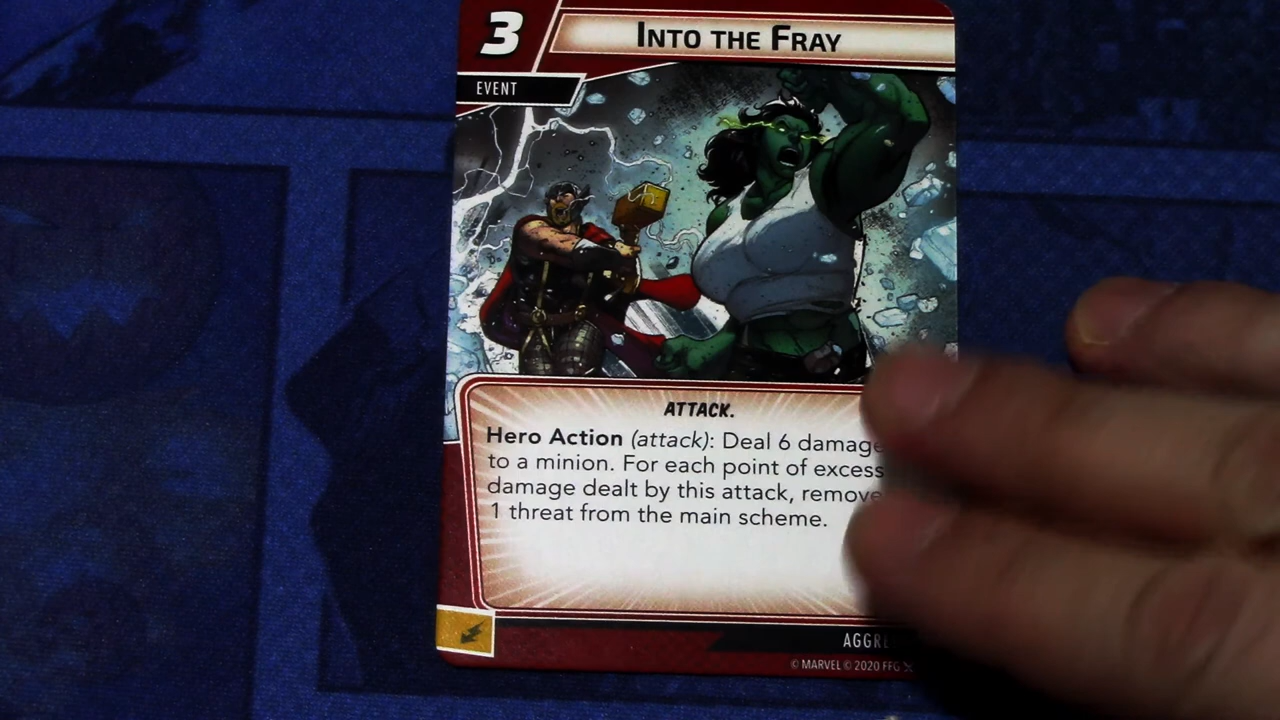 3
INTO THE FRAY
EVENT
ATTACK.
Hero Action (attack): Deal 6 damage
to a minion. For each point of excess
damage dealt by this attack, remove
1 threat from the main scheme.
AGGRE
© MARVEL © 2020 FFG